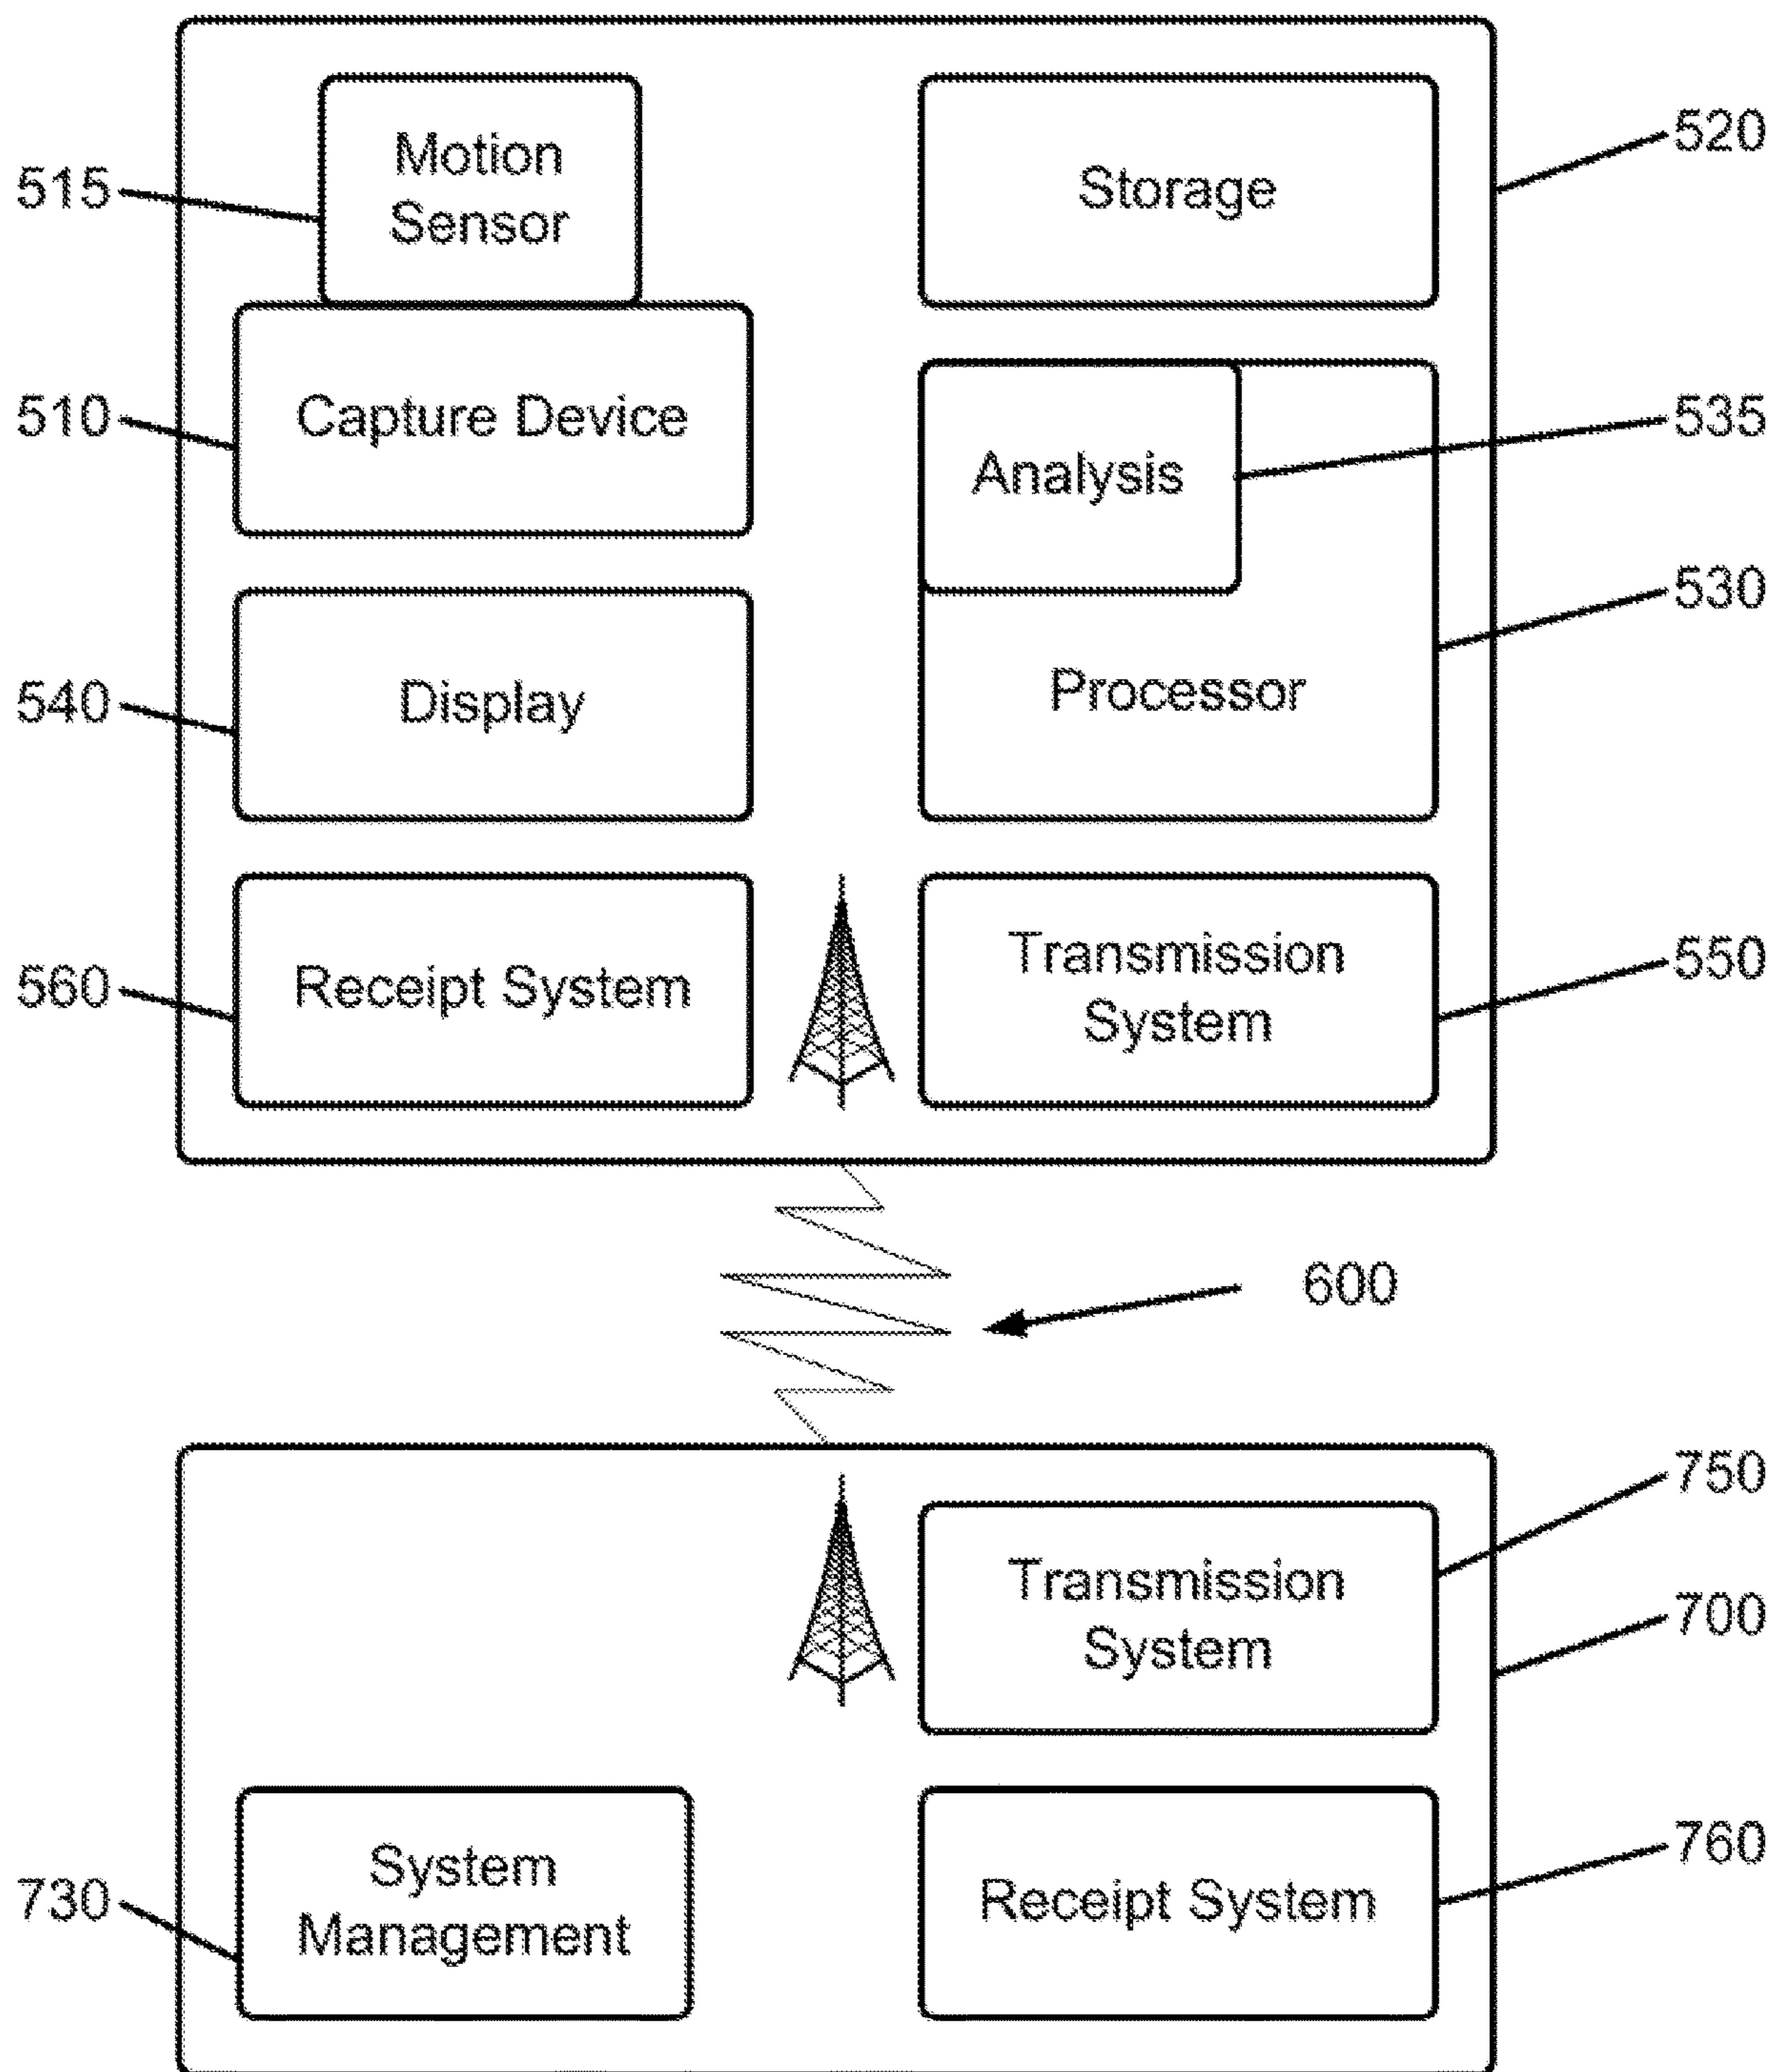 Motion
Sensor
515
Storage
520
Capture Device
510
Analysis
535
Processor
530
Display
540
Receipt System
560
Transmission
System
550
600
Transmission
System
750
700
System
Management
730
Receipt System
760